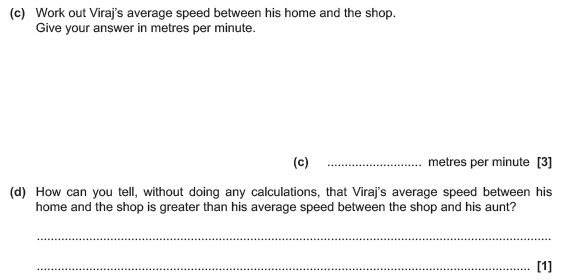 (c) Work out Viraj's average speed between his home and the shop.
Give your answer in metres per minute.
(c) ........................... metres per minute [3]
(d) How can you tell, without doing any calculations, that Viraj's average speed between his
home and the shop is greater than his average speed between the shop and his aunt?
....................................................................................................................................................
.............................................................................................................................................. [1]